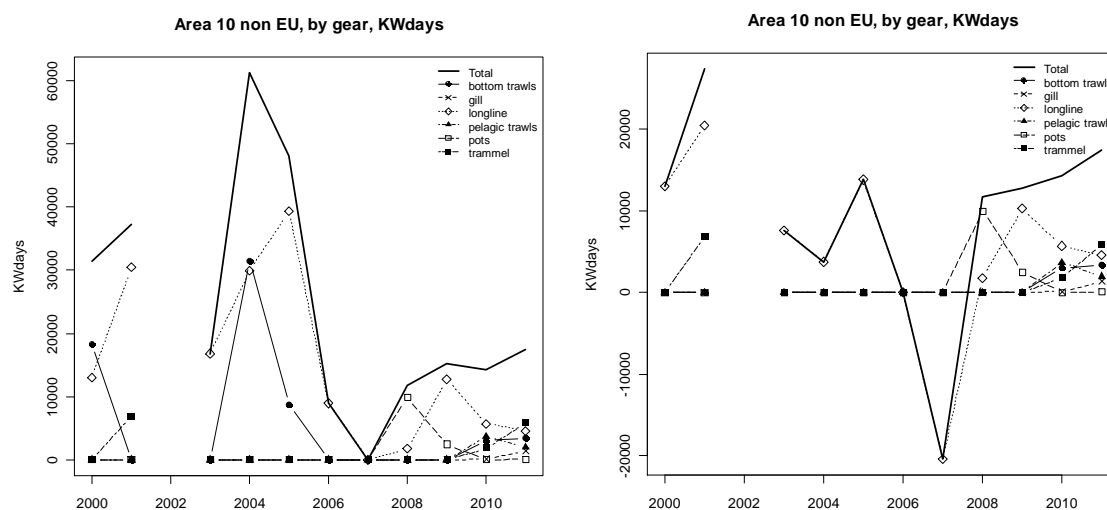 Area 10 non EU, by gear, KWdays
KWdays
60000
50000
40000
30000
20000
10000
0
2000 2002 2004 2006 2008 2010
Total
bottom trawls
gill
longline
pelagic trawls
pots
trammel
Area 10 non EU, by gear, KWdays
KWdays
20000
10000
0
-10000
-20000
2000 2002 2004 2006 2008 2010
Total
bottom trawl
gill
longline
pelagic trawl
pots
trammel